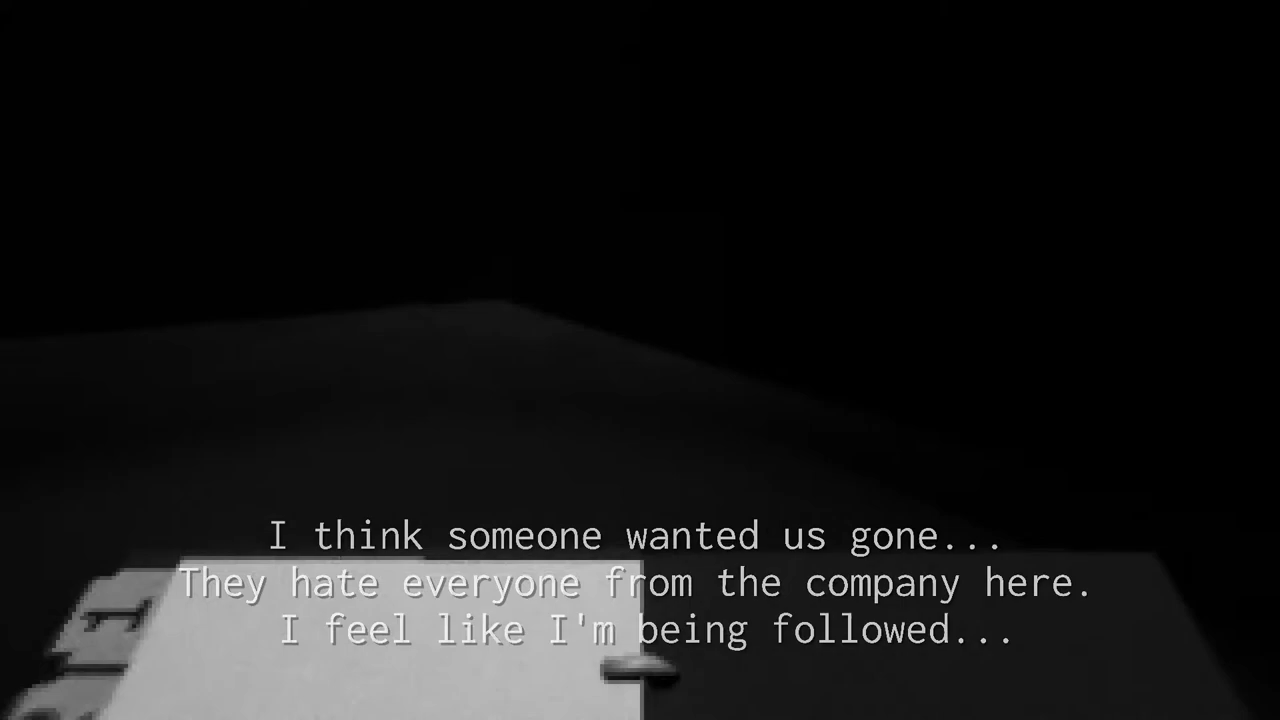 I think someone wanted us gone...
They hate everyone from the company here.
I feel like I'm being followed...